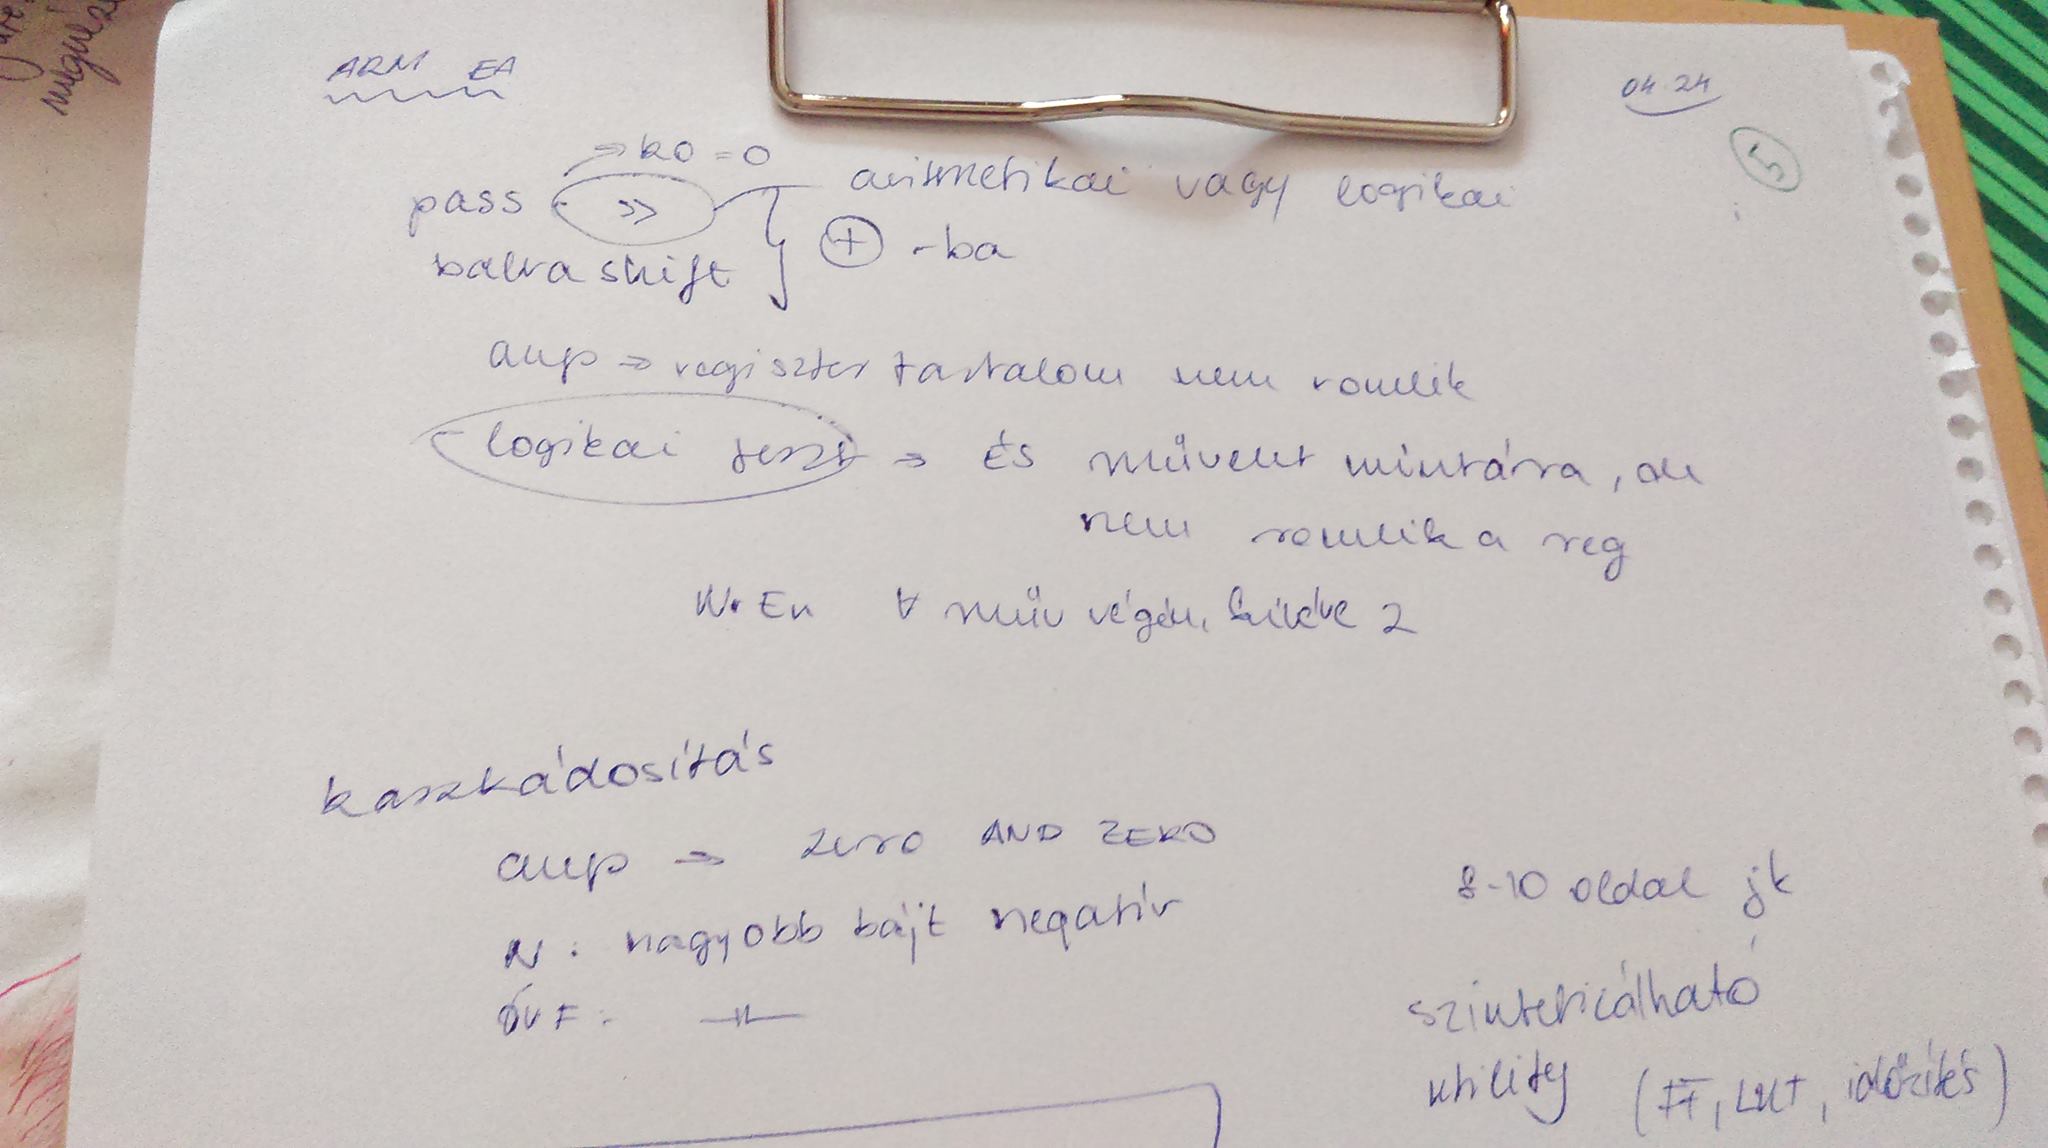 ARM EA
04.24
5
⇒ k0 = 0
pass >> aritmetikai vagy logikai
balra shift } ⊕ -ba
cmp ⇒ regiszter tartalom nem romlik
logikai teszt ⇒ ÉS művelet mintára, de
nem romlik a reg
WrEn ∀ műv végén, kivéve 2
kaszkádosítás
cmp ⇒ zero AND ZERO
N: nagyobb bájt negatív
OVF: -||-
8-10 oldal jk
szintetizálható
utility (FF, LUT, időzítés)